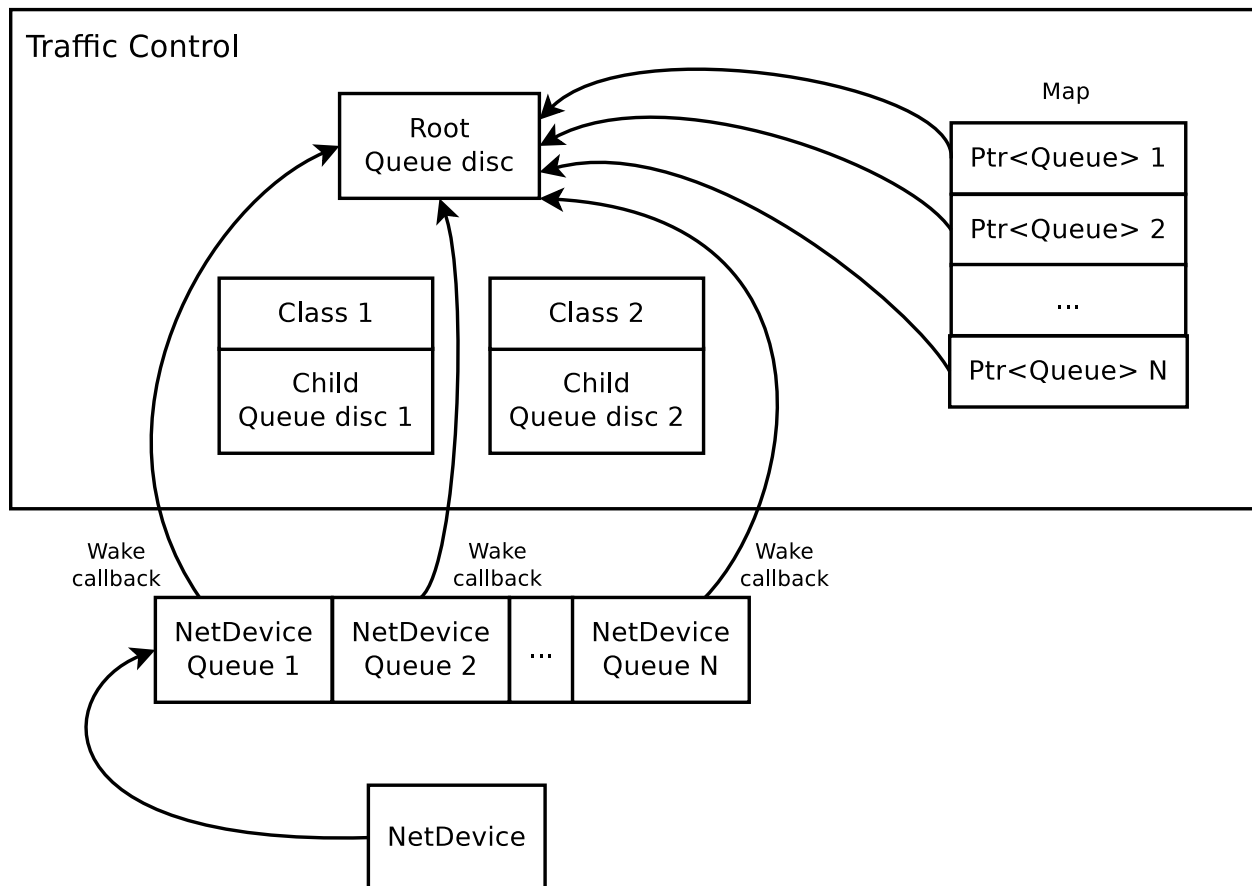 Traffic Control
Root
Queue disc
Map
Ptr<Queue> 1
Ptr<Queue> 2
...
Ptr<Queue> N
Class 1
Child
Queue disc 1
Class 2
Child
Queue disc 2
Wake
callback
Wake
callback
Wake
callback
NetDevice
Queue 1
NetDevice
Queue 2
...
NetDevice
Queue N
NetDevice